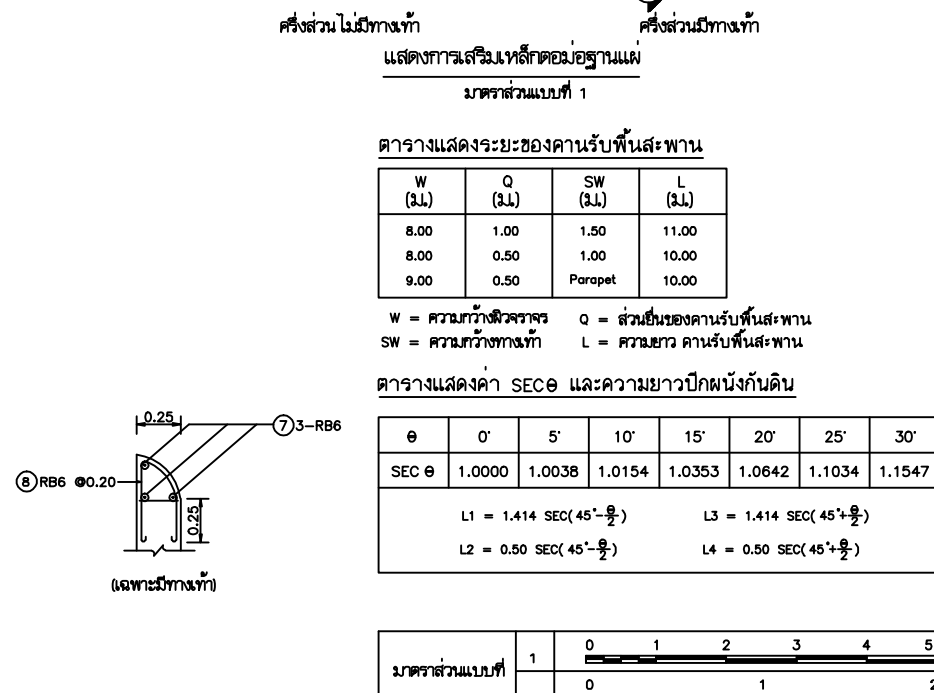 ครึ่งส่วนไม่มีทางเท้า ครึ่งส่วนมีทางเท้า
แสดงการเสริมเหล็กตอม่อฐานแผ่
มาตราส่วนแบบที่ 1
ตารางแสดงระยะของคานรับพื้นสะพาน
W Q SW L
(ม.) (ม.) (ม.) (ม.)
8.00 1.00 1.50 11.00
8.00 0.50 1.00 10.00
9.00 0.50 Parapet 10.00
W = ความกว้างผิวจราจร Q = ส่วนยื่นของคานรับพื้นสะพาน
SW = ความกว้างทางเท้า L = ความยาว คานรับพื้นสะพาน
ตารางแสดงค่า SECθ และความยาวปีกผนังกันดิน
θ 0° 5° 10° 15° 20° 25° 30°
SEC θ 1.0000 1.0038 1.0154 1.0353 1.0642 1.1034 1.1547
L1 = 1.414 SEC(45°-θ/2) L3 = 1.414 SEC(45°+θ/2)
L2 = 0.50 SEC(45°-θ/2) L4 = 0.50 SEC(45°+θ/2)
0.25
7 3-RB6
8 RB6 @0.20
0.25
(เฉพาะมีทางเท้า)
มาตราส่วนแบบที่ 1 0 1 2 3 4 5
0 1 2